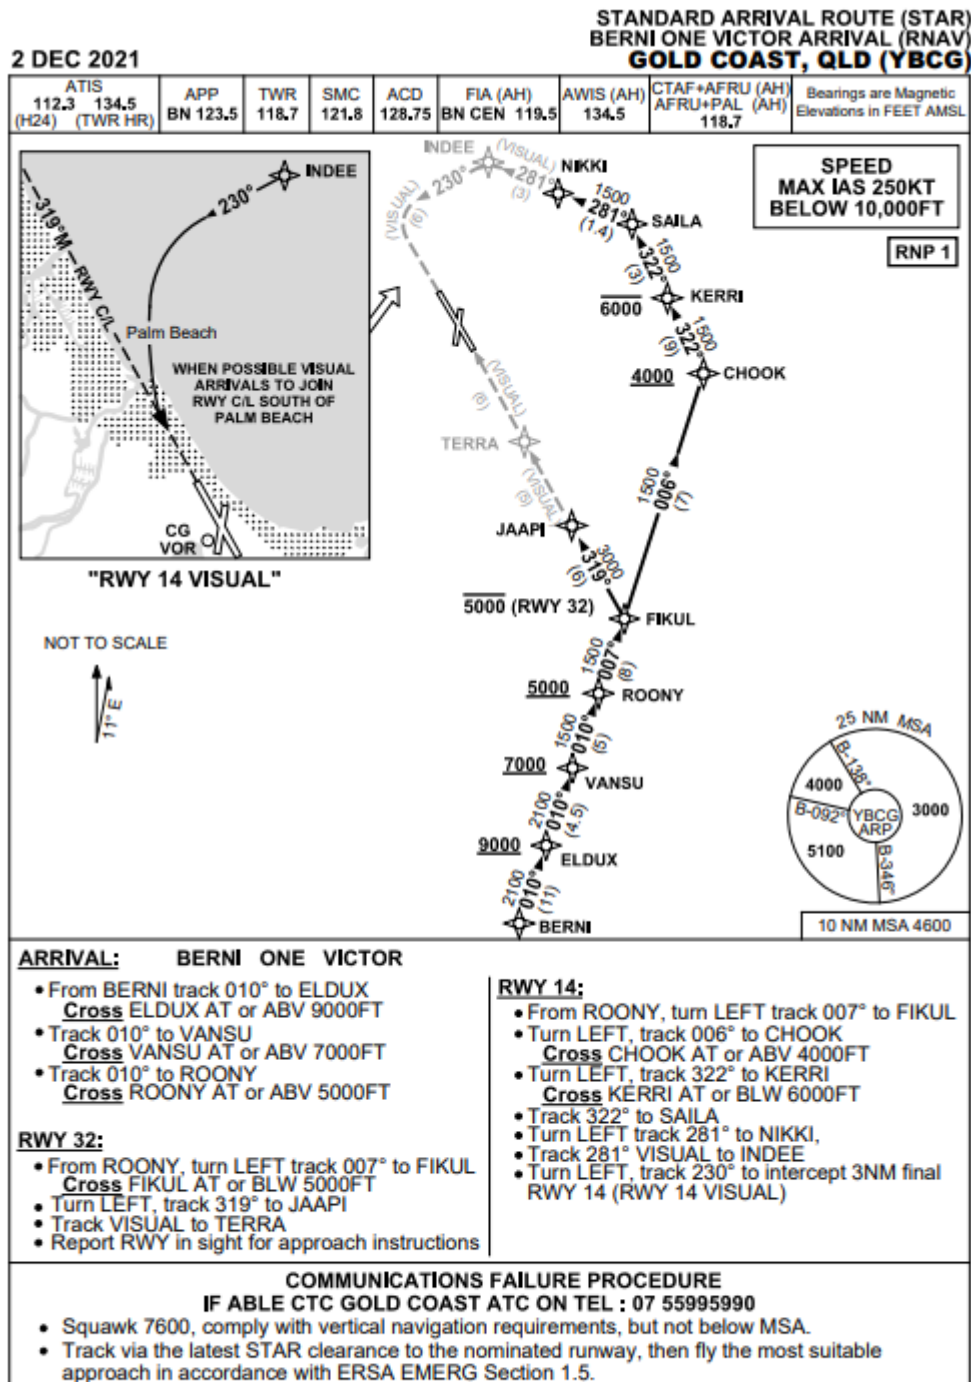 STANDARD ARRIVAL ROUTE (STAR)
BERNI ONE VICTOR ARRIVAL (RNAV)
2 DEC 2021
GOLD COAST, QLD (YBCG)
ATIS
112.3 134.5
(H24) (TWR HR)
APP
BN 123.5
TWR
118.7
SMC
121.8
ACD
128.75
FIA (AH)
BN CEN 119.5
AWIS (AH)
134.5
CTAF+AFRU (AH)
AFRU+PAL (AH)
118.7
Bearings are Magnetic
Elevations in FEET AMSL
INDEE
230°
319°M
RWY C/L
Palm Beach
WHEN POSSIBLE VISUAL
ARRIVALS TO JOIN
RWY C/L SOUTH OF
PALM BEACH
CG
VOR
"RWY 14 VISUAL"
NOT TO SCALE
11° E
SPEED
MAX IAS 250KT
BELOW 10,000FT
RNP 1
INDEE
(VISUAL)
281°
(3)
230°
(VISUAL)
(6)
NIKKI
1500
281°
(1.4)
SAILA
1500
322°
(3)
6000
KERRI
1500
322°
(9)
4000
CHOOK
1500
006°
(7)
(VISUAL)
(8)
TERRA
(VISUAL)
(5)
JAAPI
3000
319°
(6)
5000 (RWY 32)
FIKUL
1500
007°
(8)
5000
ROONY
1500
010°
(5)
7000
VANSU
2100
010°
(4.5)
9000
ELDUX
2100
010°
(11)
BERNI
25 NM MSA
B-138°
4000
B-092°
YBCG
ARP
3000
5100
B-346°
10 NM MSA 4600
ARRIVAL: BERNI ONE VICTOR
• From BERNI track 010° to ELDUX
Cross ELDUX AT or ABV 9000FT
• Track 010° to VANSU
Cross VANSU AT or ABV 7000FT
• Track 010° to ROONY
Cross ROONY AT or ABV 5000FT
RWY 32:
• From ROONY, turn LEFT track 007° to FIKUL
Cross FIKUL AT or BLW 5000FT
• Turn LEFT, track 319° to JAAPI
• Track VISUAL to TERRA
• Report RWY in sight for approach instructions
RWY 14:
• From ROONY, turn LEFT track 007° to FIKUL
• Turn LEFT, track 006° to CHOOK
Cross CHOOK AT or ABV 4000FT
• Turn LEFT, track 322° to KERRI
Cross KERRI AT or BLW 6000FT
• Track 322° to SAILA
• Turn LEFT track 281° to NIKKI,
• Track 281° VISUAL to INDEE
• Turn LEFT, track 230° to intercept 3NM final
RWY 14 (RWY 14 VISUAL)
COMMUNICATIONS FAILURE PROCEDURE
IF ABLE CTC GOLD COAST ATC ON TEL : 07 55995990
• Squawk 7600, comply with vertical navigation requirements, but not below MSA.
• Track via the latest STAR clearance to the nominated runway, then fly the most suitable
approach in accordance with ERSA EMERG Section 1.5.